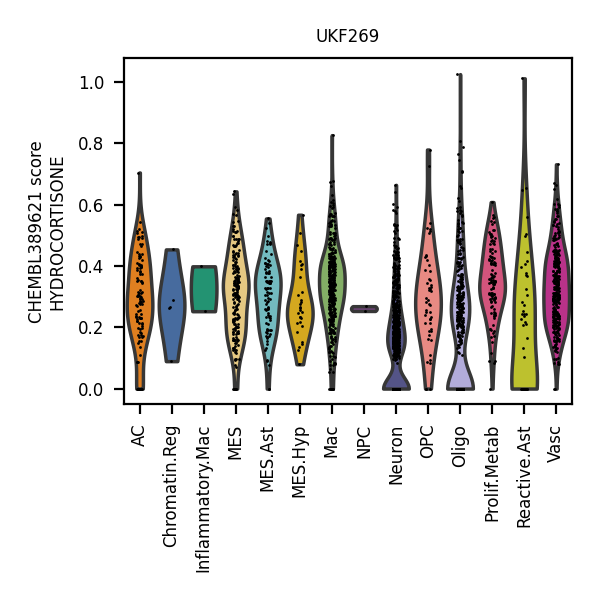 UKF269
CHEMBL389621 score
HYDROCORTISONE
1.0
0.8
0.6
0.4
0.2
0.0
AC
Chromatin.Reg
Inflammatory.Mac
MES
MES.Ast
MES.Hyp
Mac
NPC
Neuron
OPC
Oligo
Prolif.Metab
Reactive.Ast
Vasc